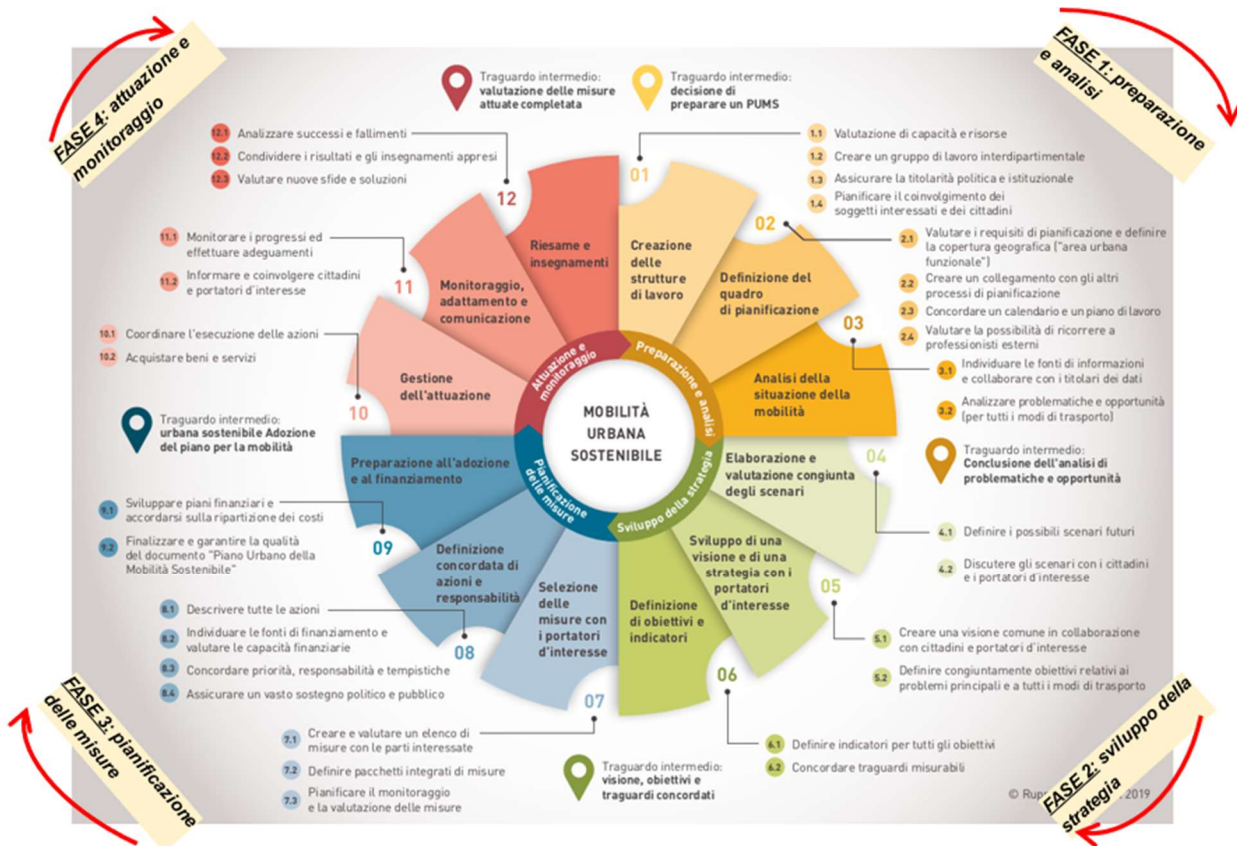 FASE 4: attuazione e
monitoraggio
FASE 1: preparazione
e analisi
Traguardo intermedio:
valutazione delle misure
attuate completata
Traguardo intermedio:
decisione di
preparare un PUMS
12.1 Analizzare successi e fallimenti
12.2 Condividere i risultati e gli insegnamenti appresi
12.3 Valutare nuove sfide e soluzioni
1.1 Valutazione di capacità e risorse
1.2 Creare un gruppo di lavoro interdipartimentale
1.3 Assicurare la titolarità politica e istituzionale
1.4 Pianificare il coinvolgimento dei
soggetti interessati e dei cittadini
11.1 Monitorare i progressi ed
effettuare adeguamenti
11.2 Informare e coinvolgere cittadini
e portatori d'interesse
2.1 Valutare i requisiti di pianificazione e definire
la copertura geografica ("area urbana
funzionale")
2.2 Creare un collegamento con gli altri
processi di pianificazione
2.3 Concordare un calendario e un piano di lavoro
2.4 Valutare la possibilità di ricorrere a
professionisti esterni
10.1 Coordinare l'esecuzione delle azioni
10.2 Acquistare beni e servizi
3.1 Individuare le fonti di informazioni
e collaborare con i titolari dei dati
3.2 Analizzare problematiche e opportunità
(per tutti i modi di trasporto)
Traguardo intermedio:
urbana sostenibile Adozione
del piano per la mobilità
Traguardo intermedio:
Conclusione dell'analisi di
problematiche e opportunità
01
Creazione
delle
strutture
di lavoro
02
Definizione del
quadro
di pianificazione
03
Analisi della
situazione della
mobilità
04
Elaborazione e
valutazione congiunta
degli scenari
05
Sviluppo di una
visione e di una
strategia con i
portatori
d'interesse
06
Definizione
di obiettivi e
indicatori
07
Selezione
delle
misure con
i portatori
d'interesse
08
Definizione
concordata di
azioni e
responsabilità
09
Preparazione all'adozione
e al finanziamento
10
Gestione
dell'attuazione
11
Monitoraggio,
adattamento e
comunicazione
12
Riesame e
insegnamenti
Attuazione e
monitoraggio
Preparazione e analisi
Sviluppo della strategia
Pianificazione
delle misure
MOBILITÀ
URBANA
SOSTENIBILE
9.1 Sviluppare piani finanziari e
accordarsi sulla ripartizione dei costi
9.2 Finalizzare e garantire la qualità
del documento "Piano Urbano della
Mobilità Sostenibile"
4.1 Definire i possibili scenari futuri
4.2 Discutere gli scenari con i cittadini
e i portatori d'interesse
8.1 Descrivere tutte le azioni
8.2 Individuare le fonti di finanziamento e
valutare le capacità finanziarie
8.3 Concordare priorità, responsabilità e tempistiche
8.4 Assicurare un vasto sostegno politico e pubblico
5.1 Creare una visione comune in collaborazione
con cittadini e portatori d'interesse
5.2 Definire congiuntamente obiettivi relativi ai
problemi principali e a tutti i modi di trasporto
7.1 Creare e valutare un elenco di
misure con le parti interessate
7.2 Definire pacchetti integrati di misure
7.3 Pianificare il monitoraggio
e la valutazione delle misure
Traguardo intermedio:
visione, obiettivi e
traguardi concordati
6.1 Definire indicatori per tutti gli obiettivi
6.2 Concordare traguardi misurabili
FASE 3: pianificazione
delle misure
FASE 2: sviluppo della
strategia
© Rup 2019